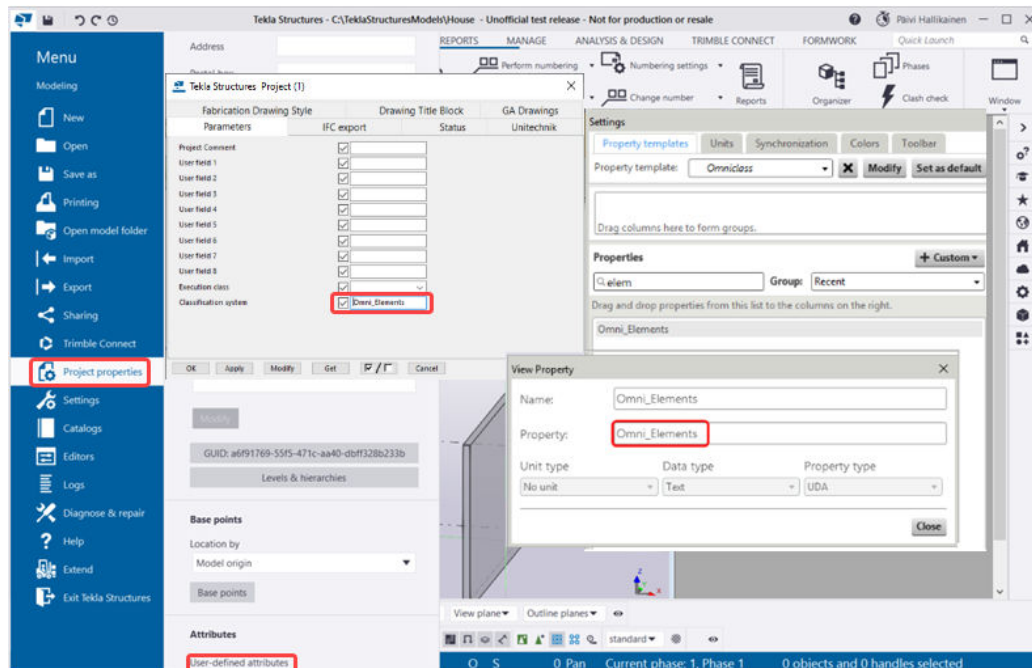 Tekla Structures - C:\TeklaStructuresModels\House - Unofficial test release - Not for production or resale
Päivi Hallikainen
Menu
Modeling
New
Open
Save as
Printing
Open model folder
Import
Export
Sharing
Trimble Connect
Project properties
Settings
Catalogs
Editors
Logs
Diagnose & repair
Help
Extend
Exit Tekla Structures
Address
REPORTS MANAGE ANALYSIS & DESIGN TRIMBLE CONNECT FORMWORK Quick Launch
Perform numbering Numbering settings Phases
Change number Reports Organizer Clash check Window
Tekla Structures Project (1)
Fabrication Drawing Style Drawing Title Block GA Drawings
Parameters IFC export Status Unitechnik
Project Comment
User field 1
User field 2
User field 3
User field 4
User field 5
User field 6
User field 7
User field 8
Execution class
Classification system Omni_Elements
OK Apply Modify Get Cancel
Modify
GUID: a6f91769-55f5-471c-aa40-dbff328b233b
Levels & hierarchies
Base points
Location by
Model origin
Base points
Attributes
User-defined attributes
Settings
Property templates Units Synchronization Colors Toolbar
Property template: Omniclass Modify Set as default
Drag columns here to form groups.
Properties + Custom
elem Group: Recent
Drag and drop properties from this list to the columns on the right.
Omni_Elements
View Property
Name: Omni_Elements
Property: Omni_Elements
Unit type Data type Property type
No unit Text UDA
Close
z
x
View plane Outline planes
standard
O S 0 Pan Current phase: 1, Phase 1 0 objects and 0 handles selected